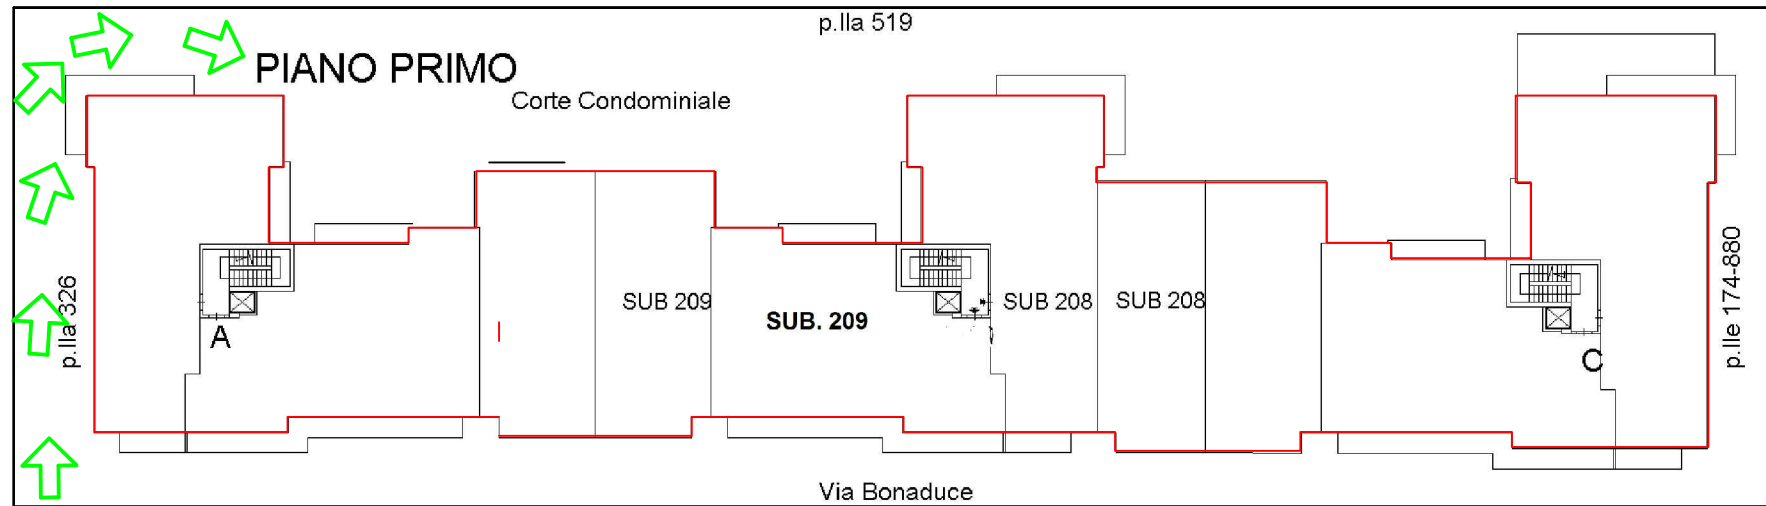 p.lla 519
PIANO PRIMO
Corte Condominiale
p.lla 326
A
SUB 209
SUB. 209
SUB 208
SUB 208
C
p.lle 174-880
Via Bonaduce